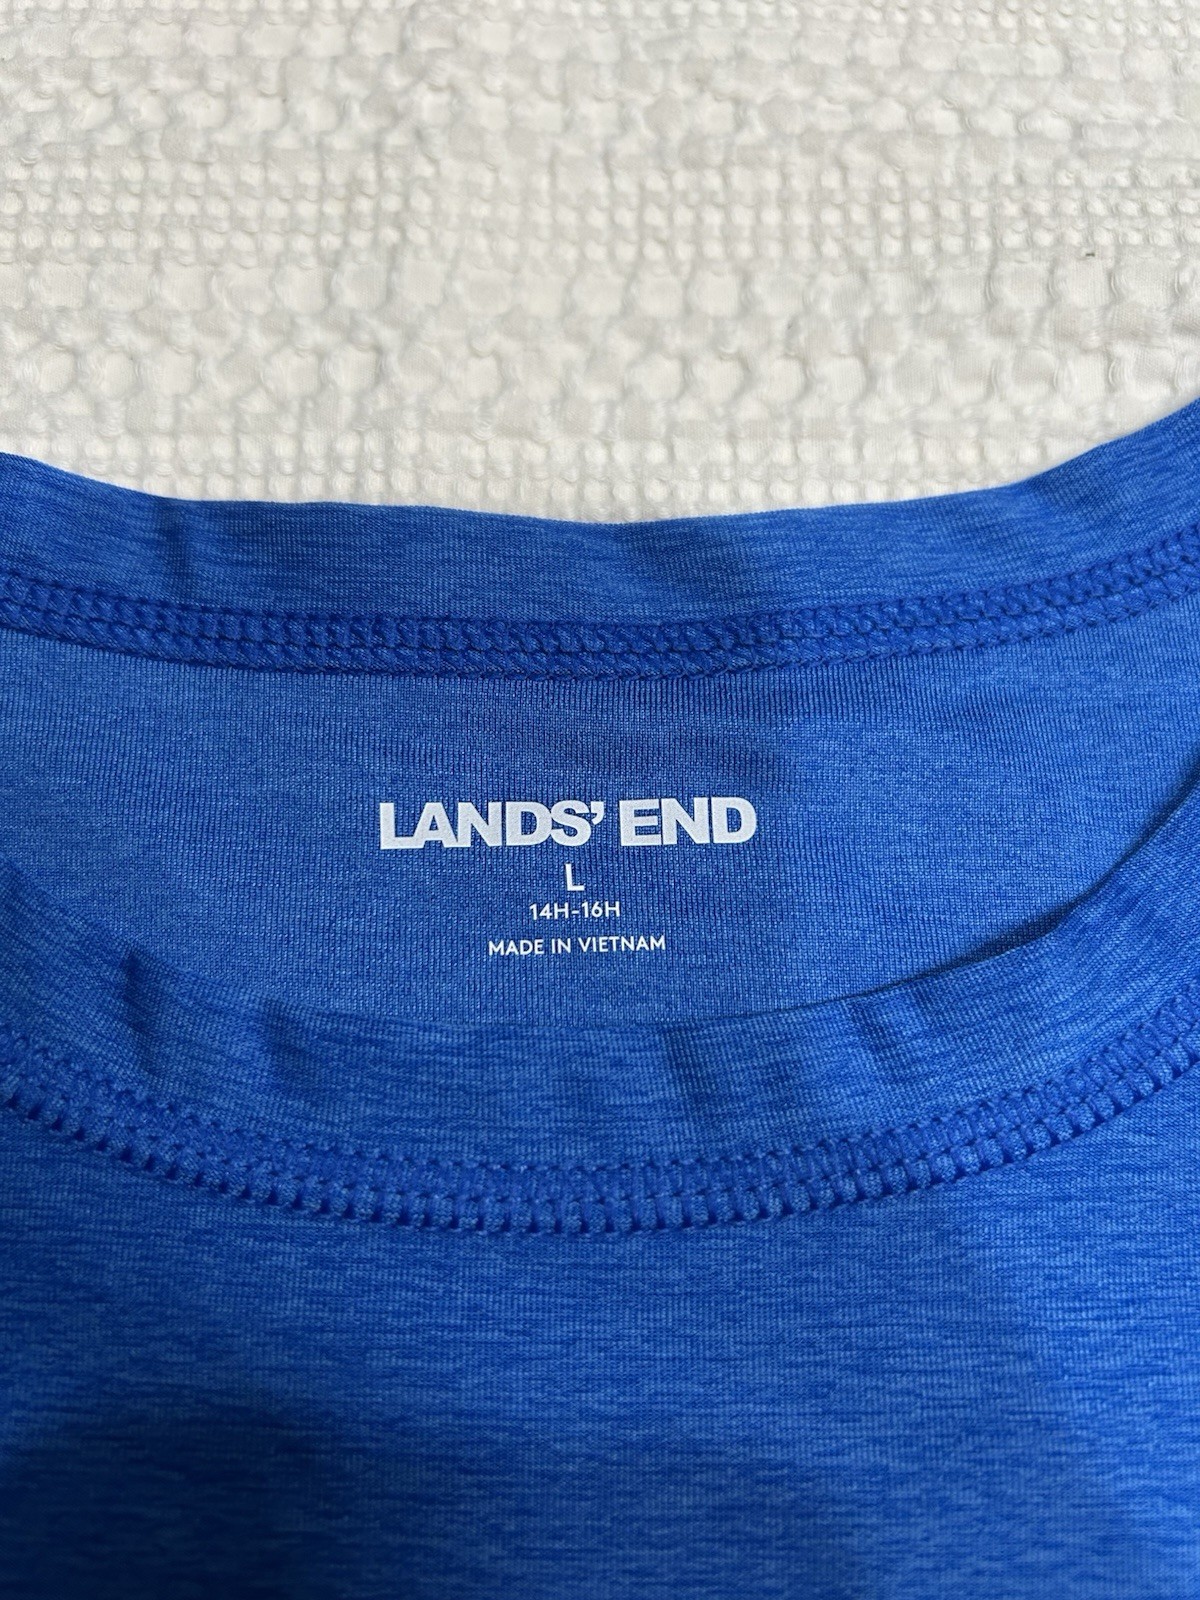 LANDS’ END
L
14H-16H
MADE IN VIETNAM